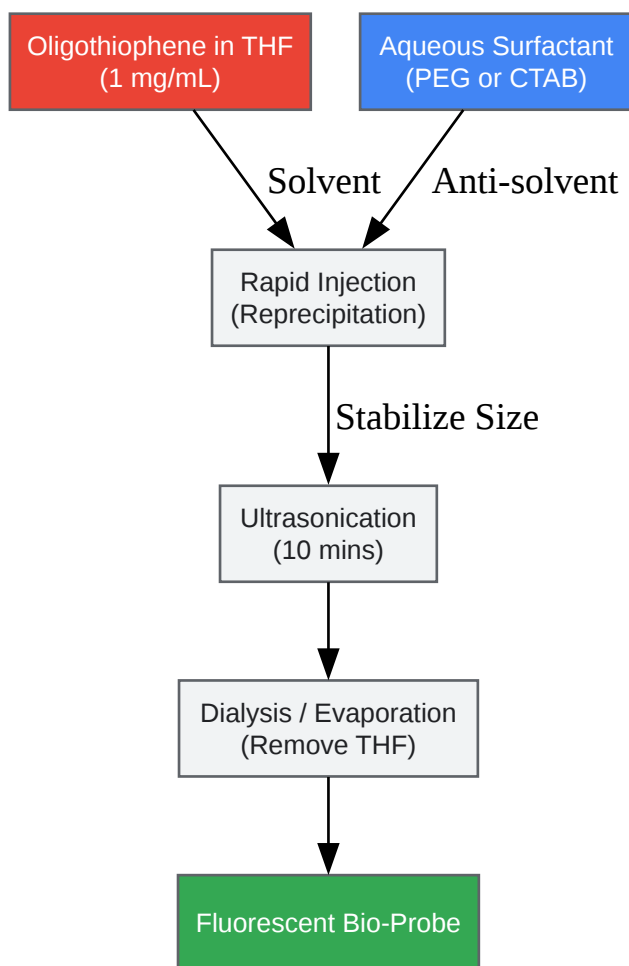 Oligothiophene in THF
(1 mg/mL)
Aqueous Surfactant
(PEG or CTAB)
Solvent
Anti-solvent
Rapid Injection
(Reprecipitation)
Stabilize Size
Ultrasonication
(10 mins)
Dialysis / Evaporation
(Remove THF)
Fluorescent Bio-Probe